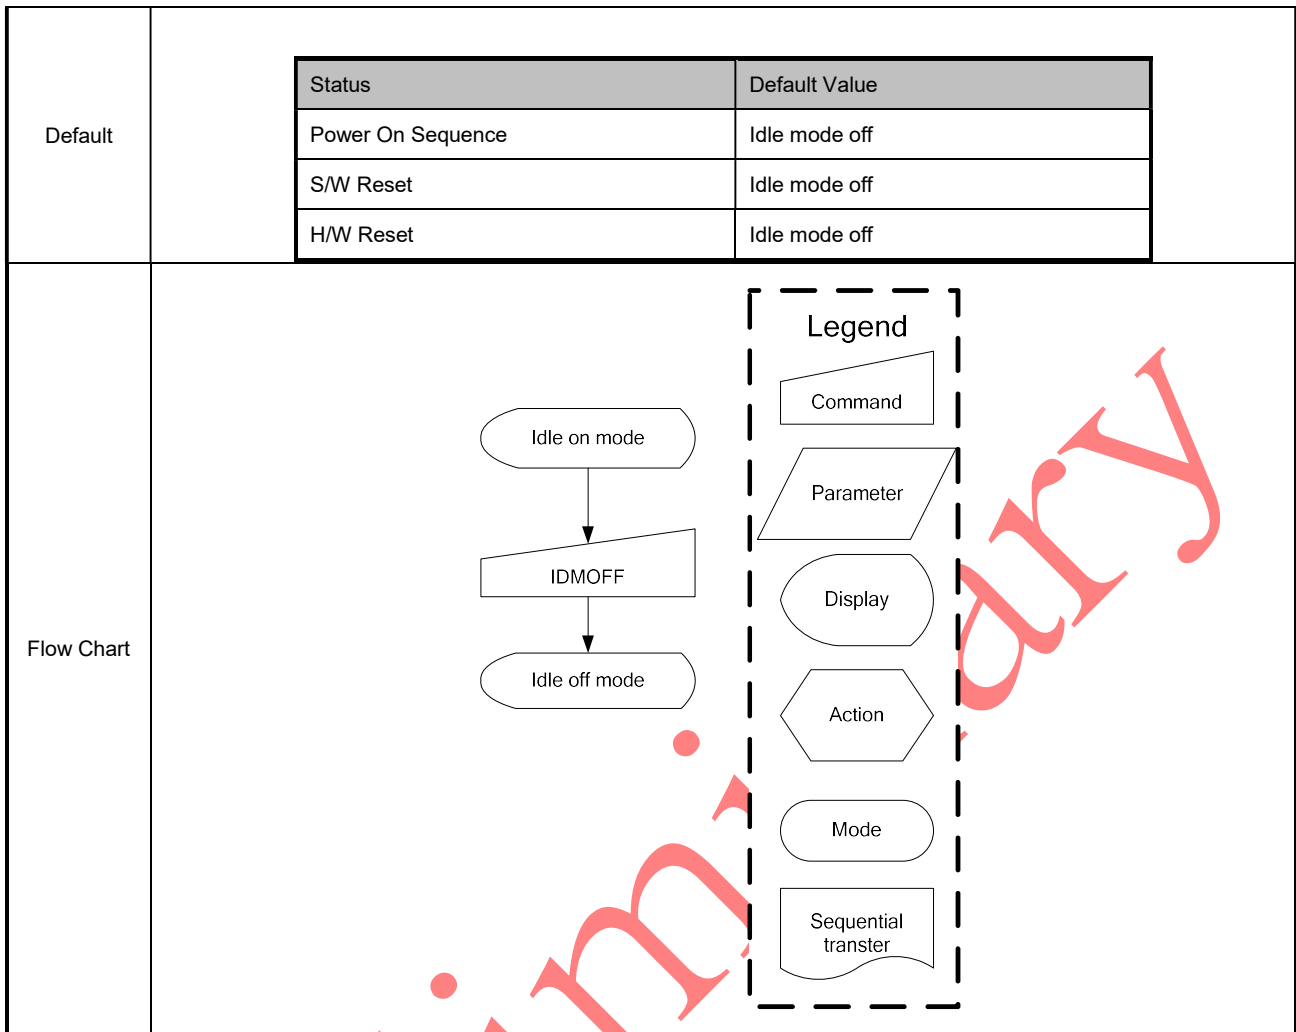 Default
Status Default Value
Power On Sequence Idle mode off
S/W Reset Idle mode off
H/W Reset Idle mode off
Flow Chart
Idle on mode
IDMOFF
Idle off mode
Legend
Command
Parameter
Display
Action
Mode
Sequential
transter